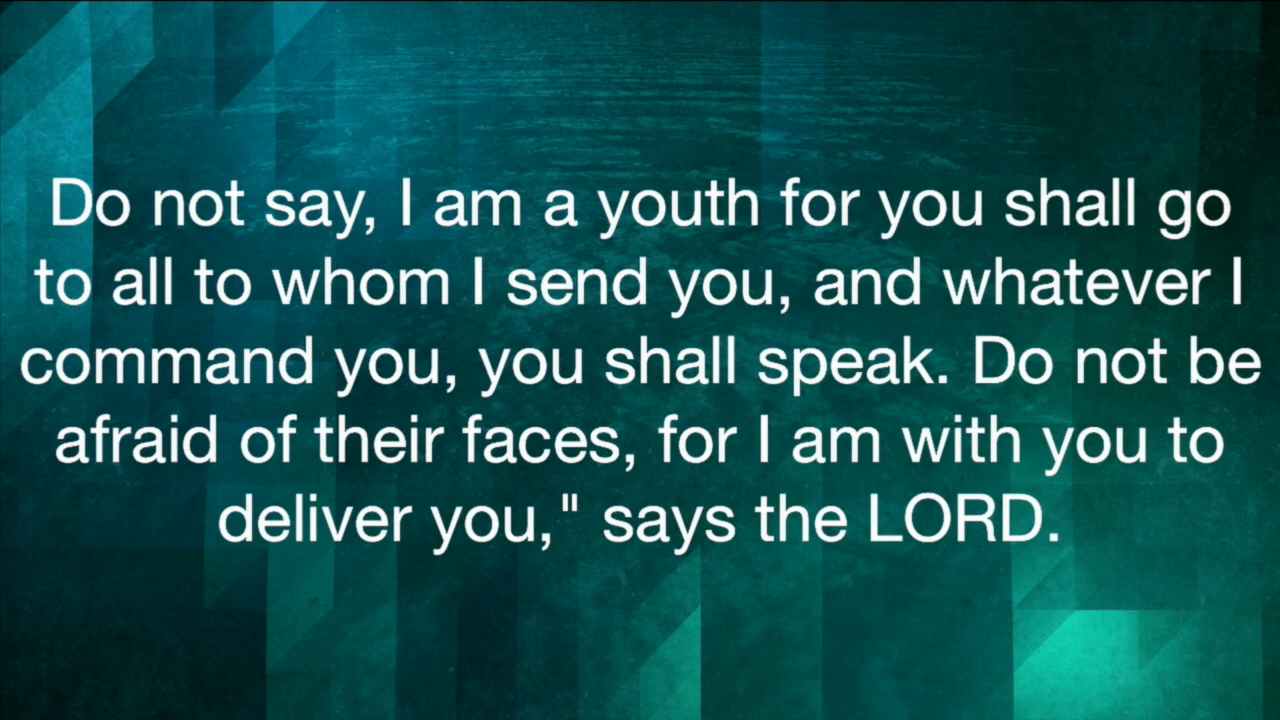 Do not say, I am a youth for you shall go
to all to whom I send you, and whatever I
command you, you shall speak. Do not be
afraid of their faces, for I am with you to
deliver you," says the LORD.